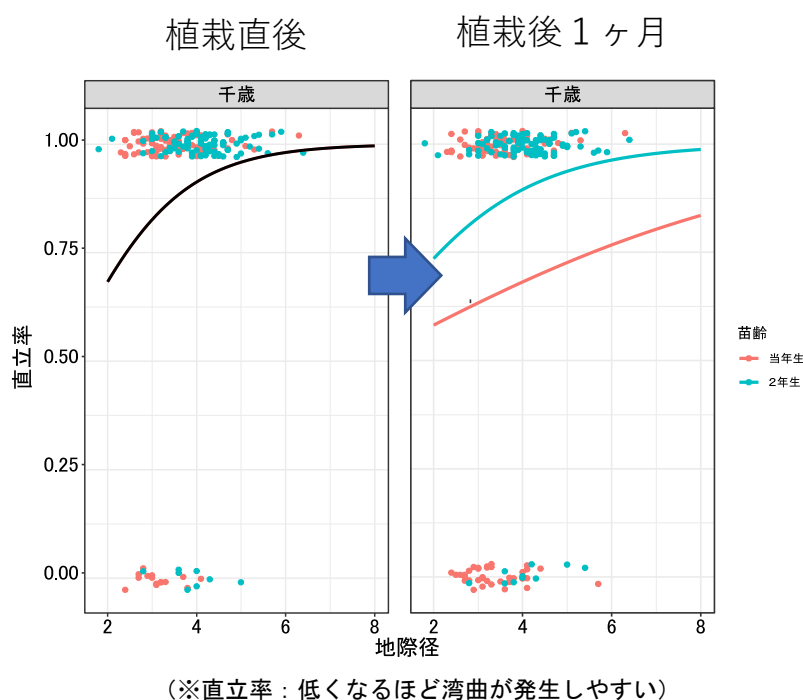 植栽直後
植栽後１ヶ月
千歳
千歳
1.00
0.75
0.50
0.25
0.00
直立率
2 4 6 8
2 4 6 8
地際径
苗齢
当年生
2年生
（※直立率：低くなるほど湾曲が発生しやすい）